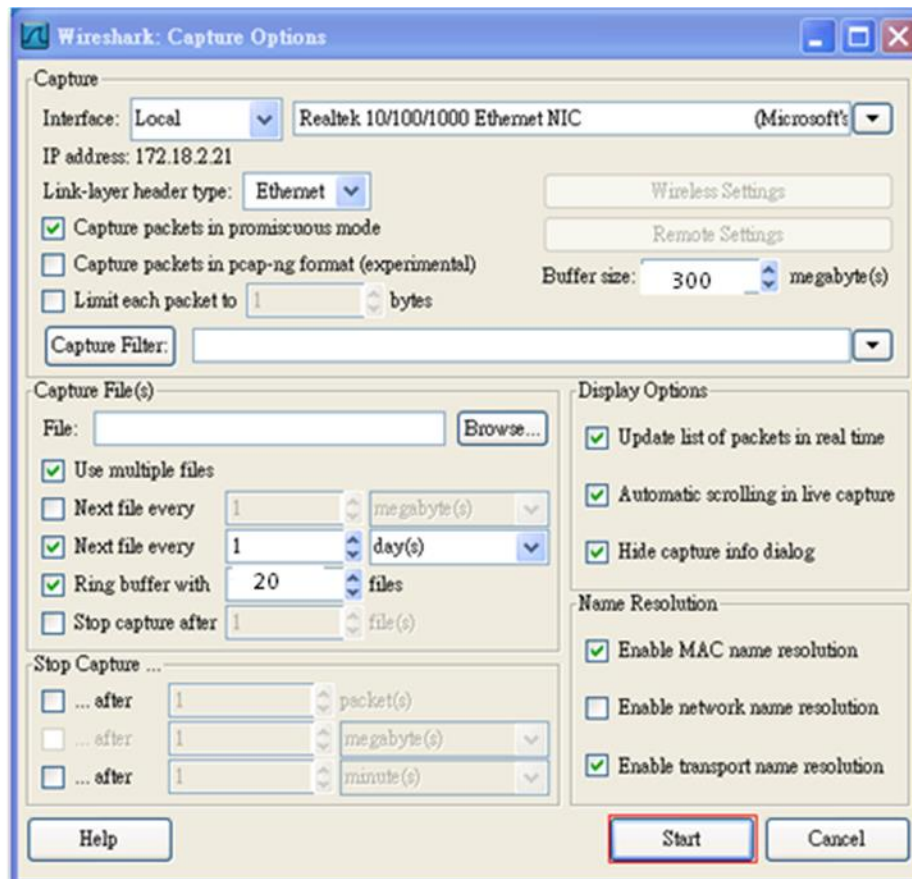 Wireshark: Capture Options
Capture
Interface: Local Realtek 10/100/1000 Ethernet NIC (Microsoft's
IP address: 172.18.2.21
Link-layer header type: Ethernet Wireless Settings
Capture packets in promiscuous mode Remote Settings
Capture packets in pcap-ng format (experimental) Buffer size: 300 megabyte(s)
Limit each packet to 1 bytes
Capture Filter:
Capture File(s)
File: Browse...
Use multiple files
Next file every 1 megabyte(s)
Next file every 1 day(s)
Ring buffer with 20 files
Stop capture after 1 file(s)
Stop Capture ...
... after 1 packet(s)
... after 1 megabyte(s)
... after 1 minute(s)
Display Options
Update list of packets in real time
Automatic scrolling in live capture
Hide capture info dialog
Name Resolution
Enable MAC name resolution
Enable network name resolution
Enable transport name resolution
Help Start Cancel